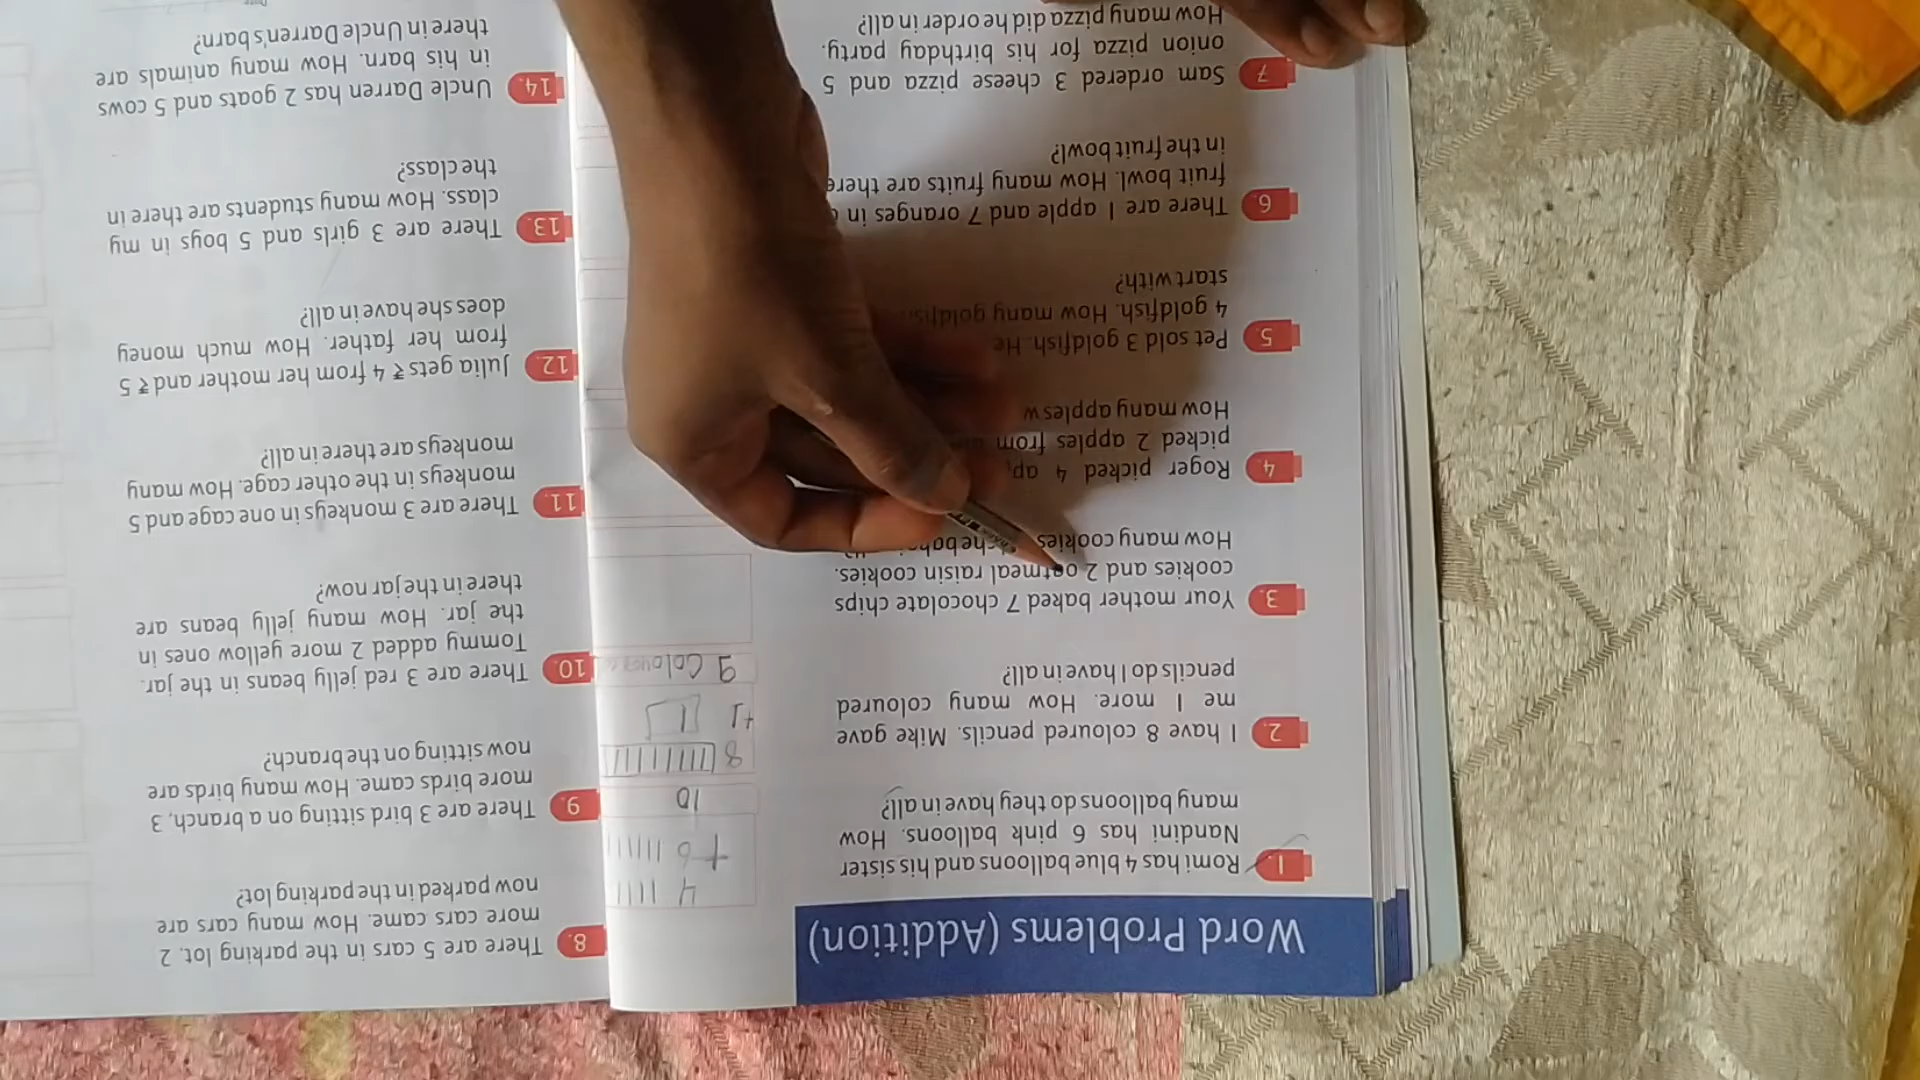 Word Problems (Addition)
1. Romi has 4 blue balloons and his sister
Nandini has 6 pink balloons. How
many balloons do they have in all?
4
+ 6
10
2. I have 8 coloured pencils. Mike gave
me 1 more. How many coloured
pencils do I have in all?
8
+1
9 Colour
3. Your mother baked 7 chocolate chips
cookies and 2 oatmeal raisin cookies.
How many cookies
4. Roger picked 4 ap
picked 2 apples from
How many apples w
5. Pet sold 3 goldfish. He
4 goldfish. How many goldfish
start with?
6. There are 1 apple and 7 oranges in
fruit bowl. How many fruits are there
in the fruit bowl?
7 Sam ordered 3 cheese pizza and 5
onion pizza for his birthday party.
How many pizza did he order in all?
8. There are 5 cars in the parking lot, 2
more cars came. How many cars are
now parked in the parking lot?
9. There are 3 bird sitting on a branch, 3
more birds came. How many birds are
now sitting on the branch?
10. There are 3 red jelly beans in the jar.
Tommy added 2 more yellow ones in
the jar. How many jelly beans are
there in the jar now?
11. There are 3 monkeys in one cage and 5
monkeys in the other cage. How many
monkeys are there in all?
12. Julia gets ₹ 4 from her mother and ₹ 5
from her father. How much money
does she have in all?
13. There are 3 girls and 5 boys in my
class. How many students are there in
the class?
14. Uncle Darren has 2 goats and 5 cows
in his barn. How many animals are
there in Uncle Darren's barn?